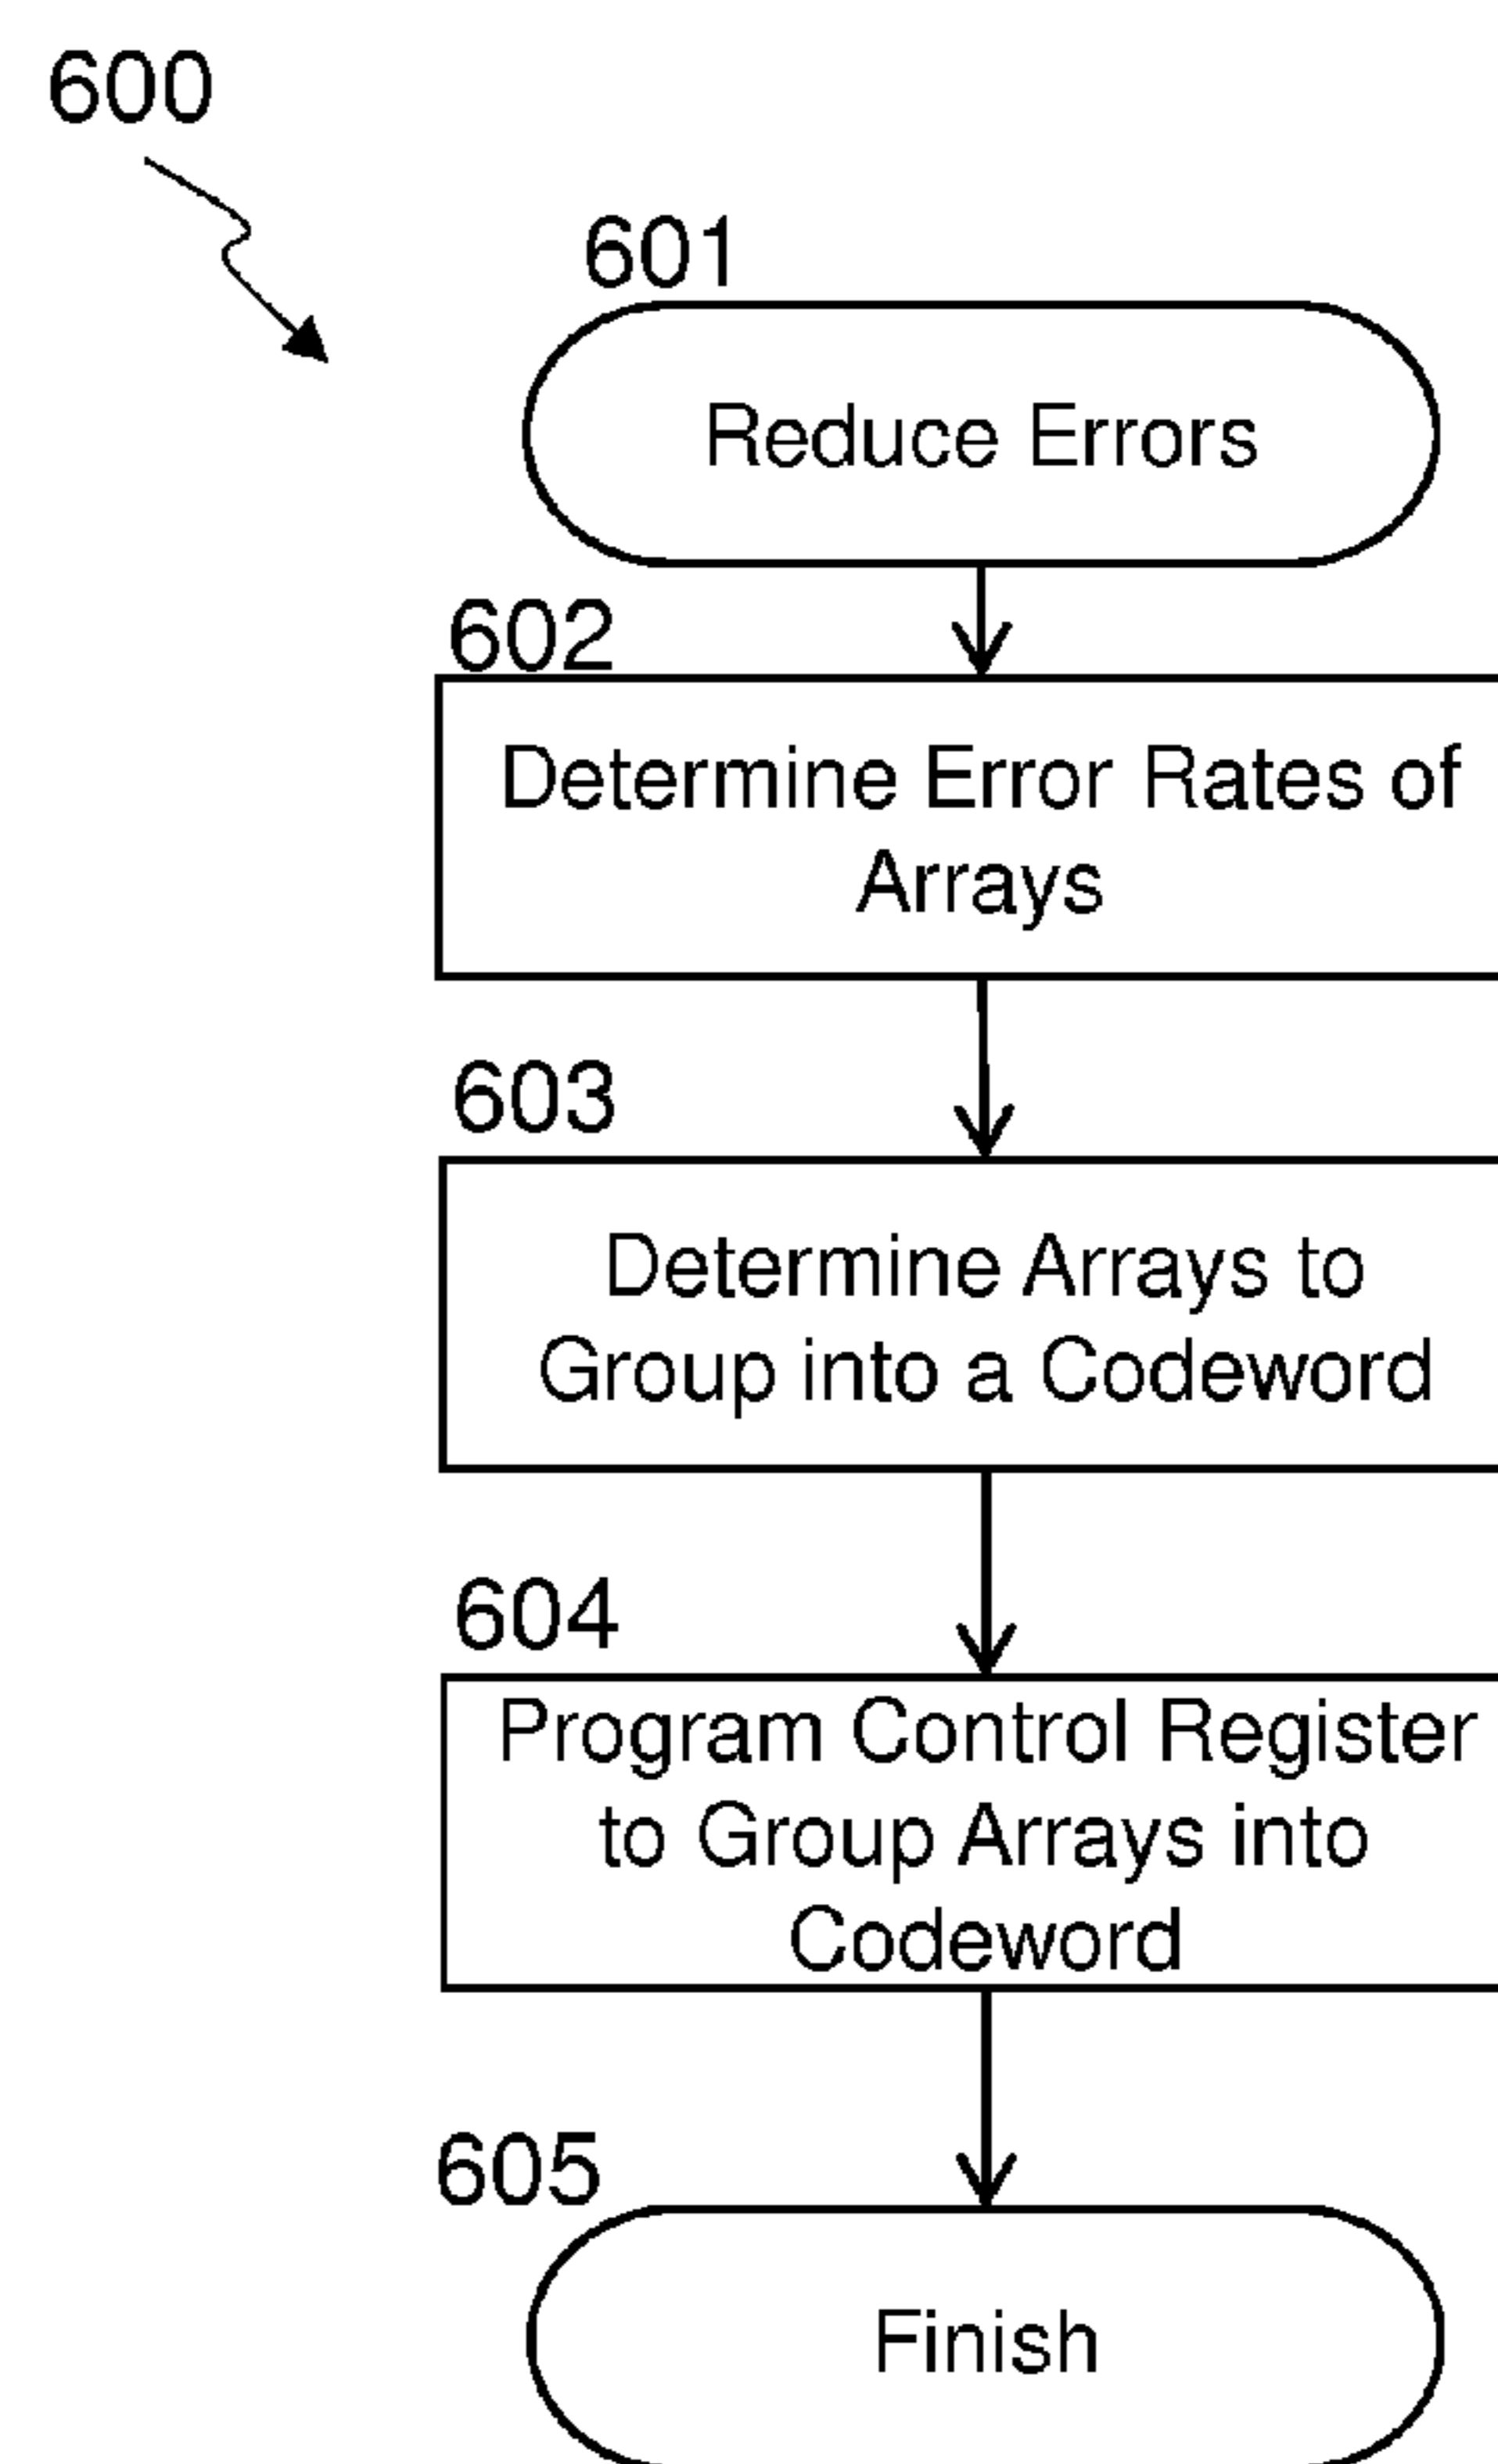 600
601
Reduce Errors
602
Determine Error Rates of
Arrays
603
Determine Arrays to
Group into a Codeword
604
Program Control Register
to Group Arrays into
Codeword
605
Finish